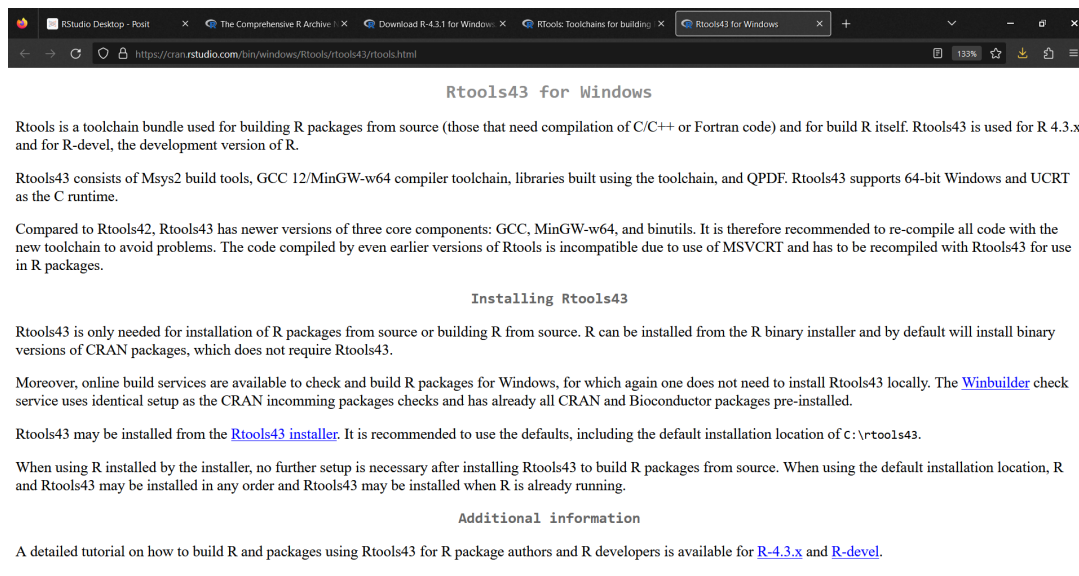 RStudio Desktop - Posit
The Comprehensive R Archive N
Download R-4.3.1 for Windows.
RTools: Toolchains for building
Rtools43 for Windows
https://cran.rstudio.com/bin/windows/Rtools/rtools43/rtools.html
133%
Rtools43 for Windows
Rtools is a toolchain bundle used for building R packages from source (those that need compilation of C/C++ or Fortran code) and for build R itself. Rtools43 is used for R 4.3.x
and for R-devel, the development version of R.
Rtools43 consists of Msys2 build tools, GCC 12/MinGW-w64 compiler toolchain, libraries built using the toolchain, and QPDF. Rtools43 supports 64-bit Windows and UCRT
as the C runtime.
Compared to Rtools42, Rtools43 has newer versions of three core components: GCC, MinGW-w64, and binutils. It is therefore recommended to re-compile all code with the
new toolchain to avoid problems. The code compiled by even earlier versions of Rtools is incompatible due to use of MSVCRT and has to be recompiled with Rtools43 for use
in R packages.
Installing Rtools43
Rtools43 is only needed for installation of R packages from source or building R from source. R can be installed from the R binary installer and by default will install binary
versions of CRAN packages, which does not require Rtools43.
Moreover, online build services are available to check and build R packages for Windows, for which again one does not need to install Rtools43 locally. The Winbuilder check
service uses identical setup as the CRAN incomming packages checks and has already all CRAN and Bioconductor packages pre-installed.
Rtools43 may be installed from the Rtools43 installer. It is recommended to use the defaults, including the default installation location of C:\rtools43.
When using R installed by the installer, no further setup is necessary after installing Rtools43 to build R packages from source. When using the default installation location, R
and Rtools43 may be installed in any order and Rtools43 may be installed when R is already running.
Additional information
A detailed tutorial on how to build R and packages using Rtools43 for R package authors and R developers is available for R-4.3.x and R-devel.